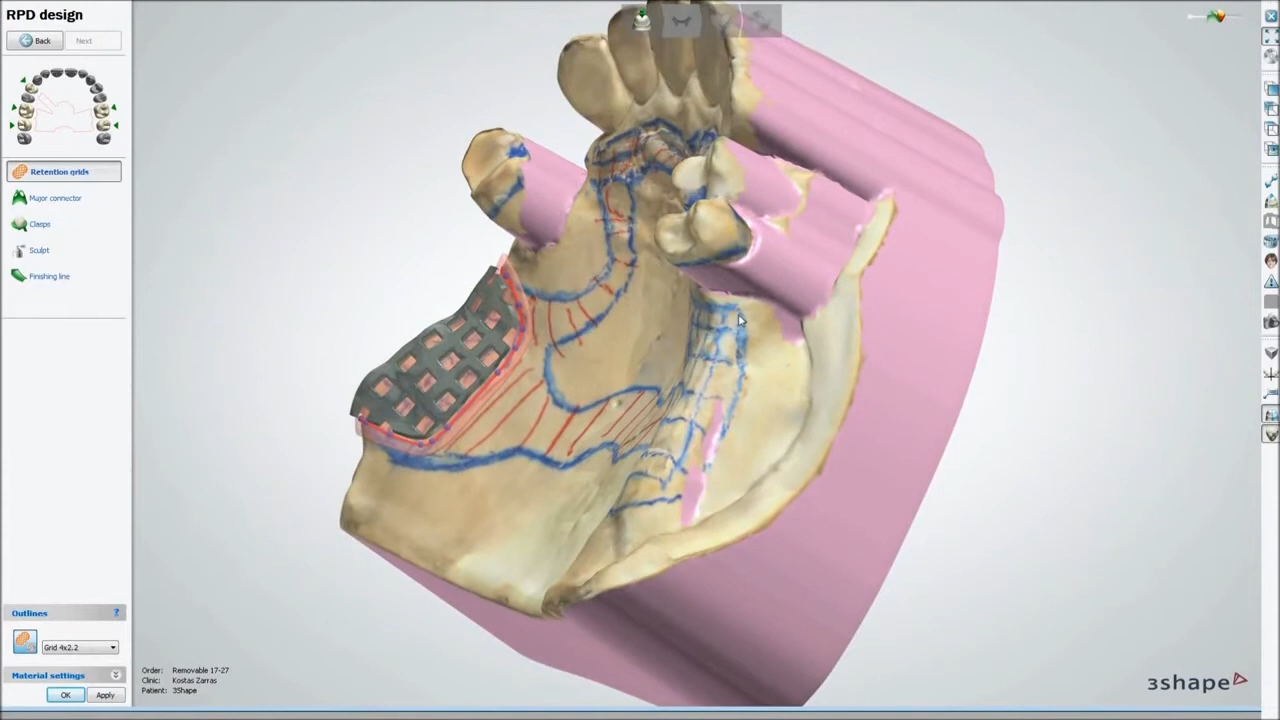 RPD design
Back Next
Retention grids
Major connector
Clasps
Sculpt
Finishing line
Outlines ?
Grid 4x2.2
Material settings
OK Apply
Order: Removable 17-27
Clinic: Kostas Zarras
Patient: 3Shape
3shape